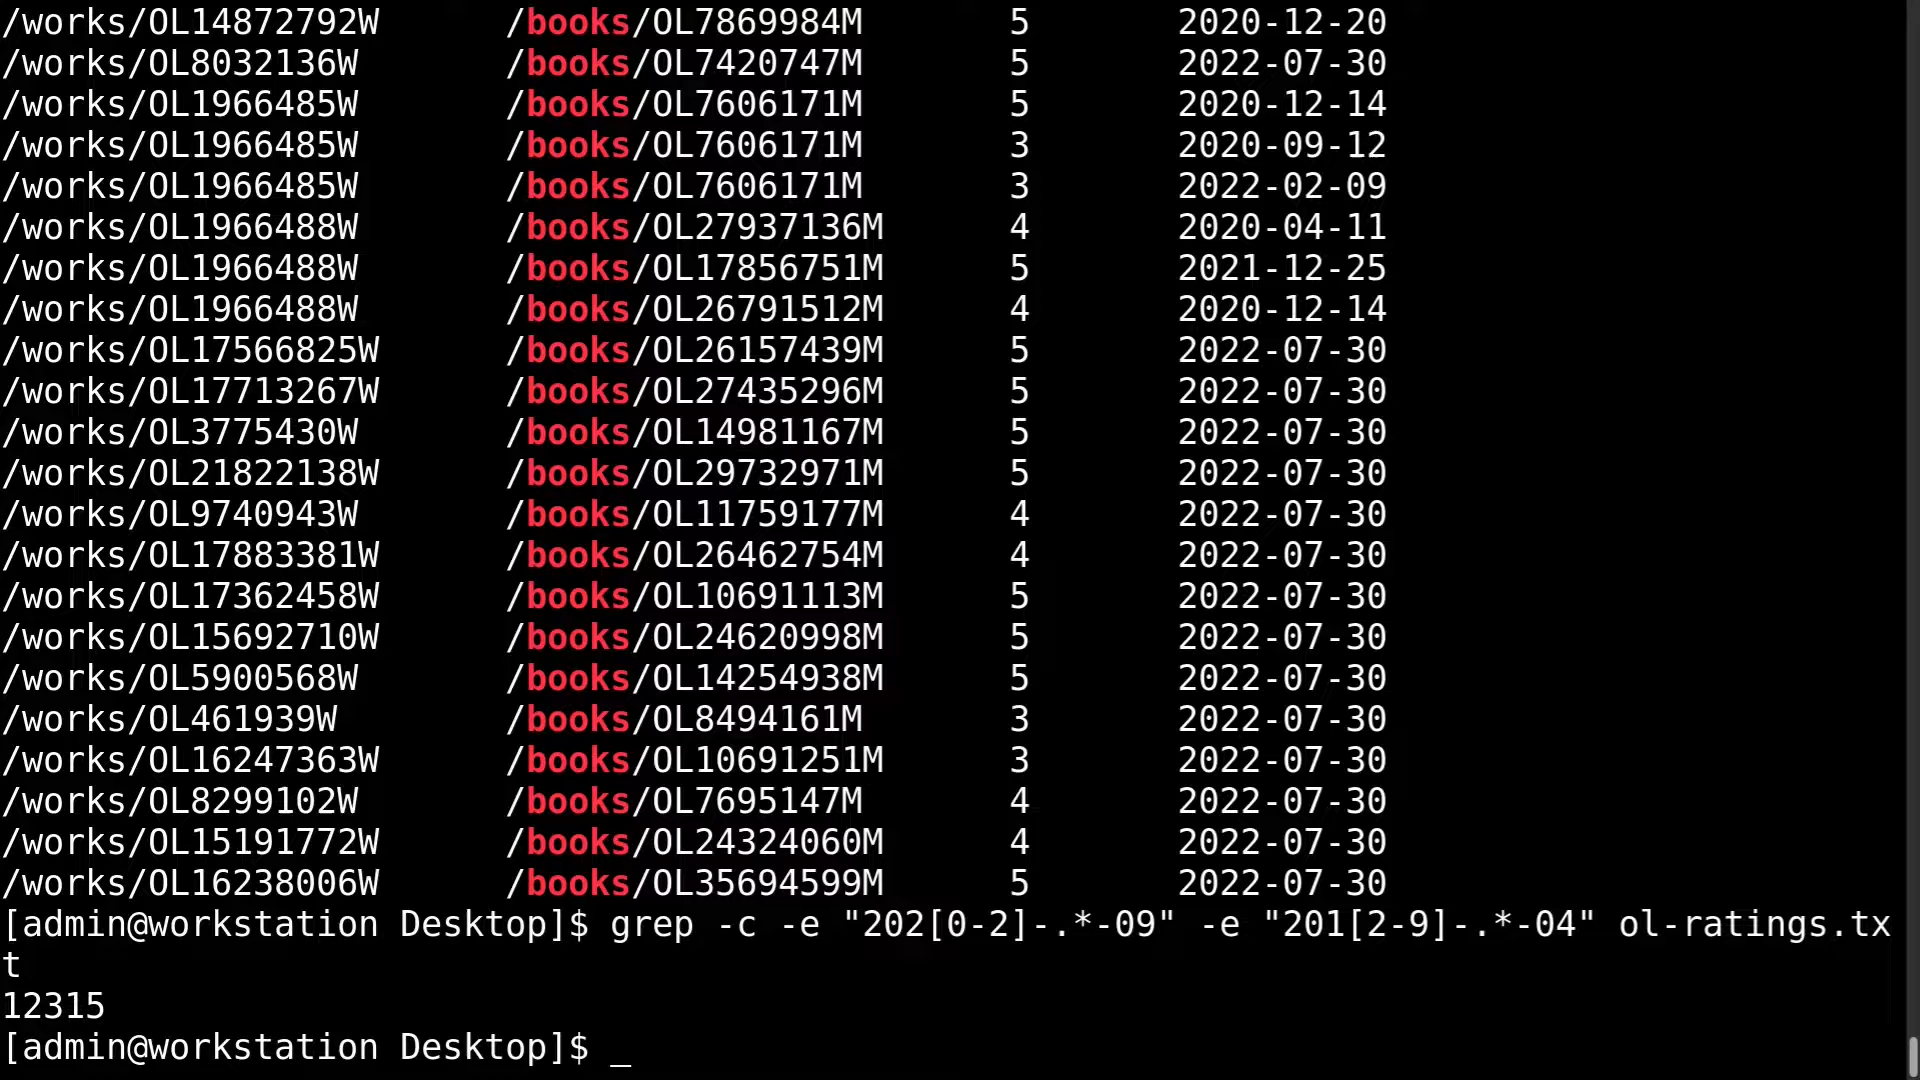 /works/OL14872792W /books/OL7869984M 5 2020-12-20
/works/OL8032136W /books/OL7420747M 5 2022-07-30
/works/OL1966485W /books/OL7606171M 5 2020-12-14
/works/OL1966485W /books/OL7606171M 3 2020-09-12
/works/OL1966485W /books/OL7606171M 3 2022-02-09
/works/OL1966488W /books/OL27937136M 4 2020-04-11
/works/OL1966488W /books/OL17856751M 5 2021-12-25
/works/OL1966488W /books/OL26791512M 4 2020-12-14
/works/OL17566825W /books/OL26157439M 5 2022-07-30
/works/OL17713267W /books/OL27435296M 5 2022-07-30
/works/OL3775430W /books/OL14981167M 5 2022-07-30
/works/OL21822138W /books/OL29732971M 5 2022-07-30
/works/OL9740943W /books/OL11759177M 4 2022-07-30
/works/OL17883381W /books/OL26462754M 4 2022-07-30
/works/OL17362458W /books/OL10691113M 5 2022-07-30
/works/OL15692710W /books/OL24620998M 5 2022-07-30
/works/OL5900568W /books/OL14254938M 5 2022-07-30
/works/OL461939W /books/OL8494161M 3 2022-07-30
/works/OL16247363W /books/OL10691251M 3 2022-07-30
/works/OL8299102W /books/OL7695147M 4 2022-07-30
/works/OL15191772W /books/OL24324060M 4 2022-07-30
/works/OL16238006W /books/OL35694599M 5 2022-07-30
[admin@workstation Desktop]$ grep -c -e "202[0-2]-.*-09" -e "201[2-9]-.*-04" ol-ratings.tx
t
12315
[admin@workstation Desktop]$ _